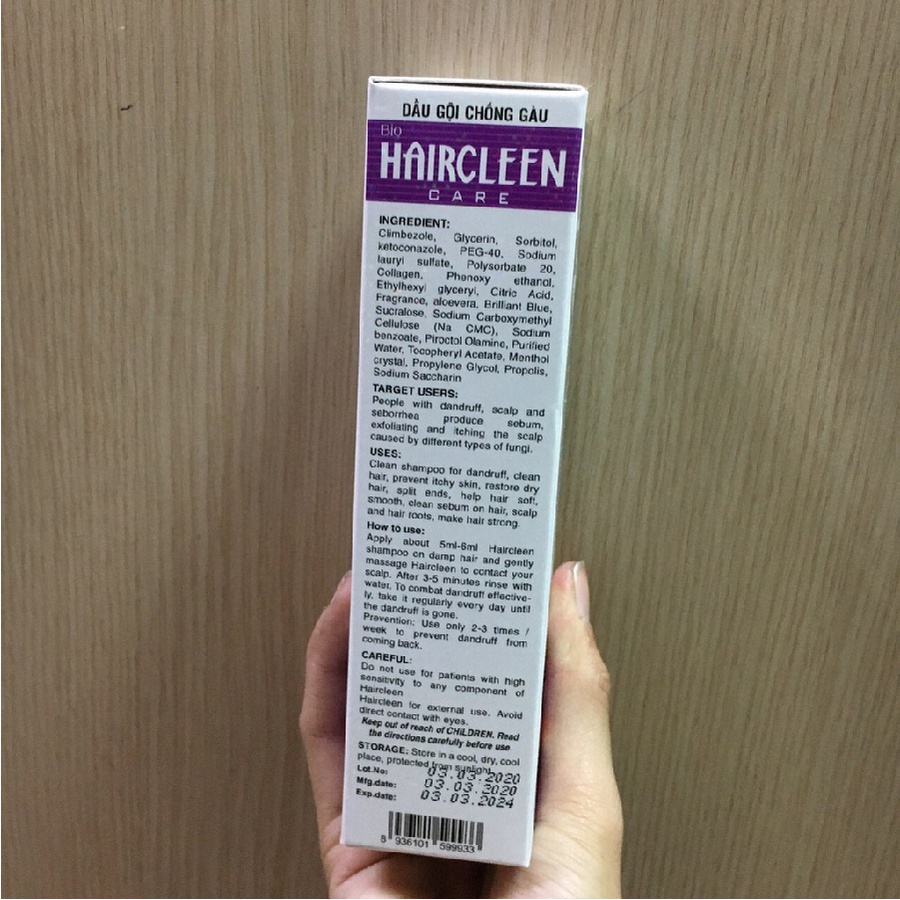 DẦU GỘI CHỐNG GÀU
Bio
HAIRCLEEN
CARE
INGREDIENT:
Climbezole, Glycerin, Sorbitol,
ketoconazole, PEG-40, Sodium
lauryl sulfate, Polysorbate 20,
Collagen, Phenoxy ethanol,
Ethylhexyl glyceryl, Citric Acid,
Fragrance, aloevera, Brilliant Blue,
Sucralose, Sodium Carboxymethyl
Cellulose (Na CMC), Sodium
benzoate, Piroctol Olamine, Purified
Water, Tocopheryl Acetate, Menthol
crystal, Propylene Glycol, Propolis,
Sodium Saccharin
TARGET USERS:
People with dandruff, scalp and
seborrhea produce sebum,
exfoliating and itching the scalp
caused by different types of fungi.
USES:
Clean shampoo for dandruff, clean
hair, prevent itchy skin, restore dry
hair, split ends, help hair soft,
smooth, clean sebum on hair, scalp
and hair roots, make hair strong.
How to use:
Apply about 5ml-6ml Haircleen
shampoo on damp hair and gently
massage Haircleen to contact your
scalp. After 3-5 minutes rinse with
water. To combat dandruff effective-
ly, take it regularly every day until
the dandruff is gone.
Prevention: Use only 2-3 times /
week to prevent dandruff from
coming back.
CAREFUL:
Do not use for patients with high
sensitivity to any component of
Haircleen
Haircleen for external use. Avoid
direct contact with eyes.
Keep out of reach of CHILDREN. Read
the directions carefully before use
STORAGE: Store in a cool, dry, cool
place, protected from sunlight
Lot.No: 03.03.2020
Mfg.date: 03.03.2020
Exp.date: 03.03.2024
8 936101 599933